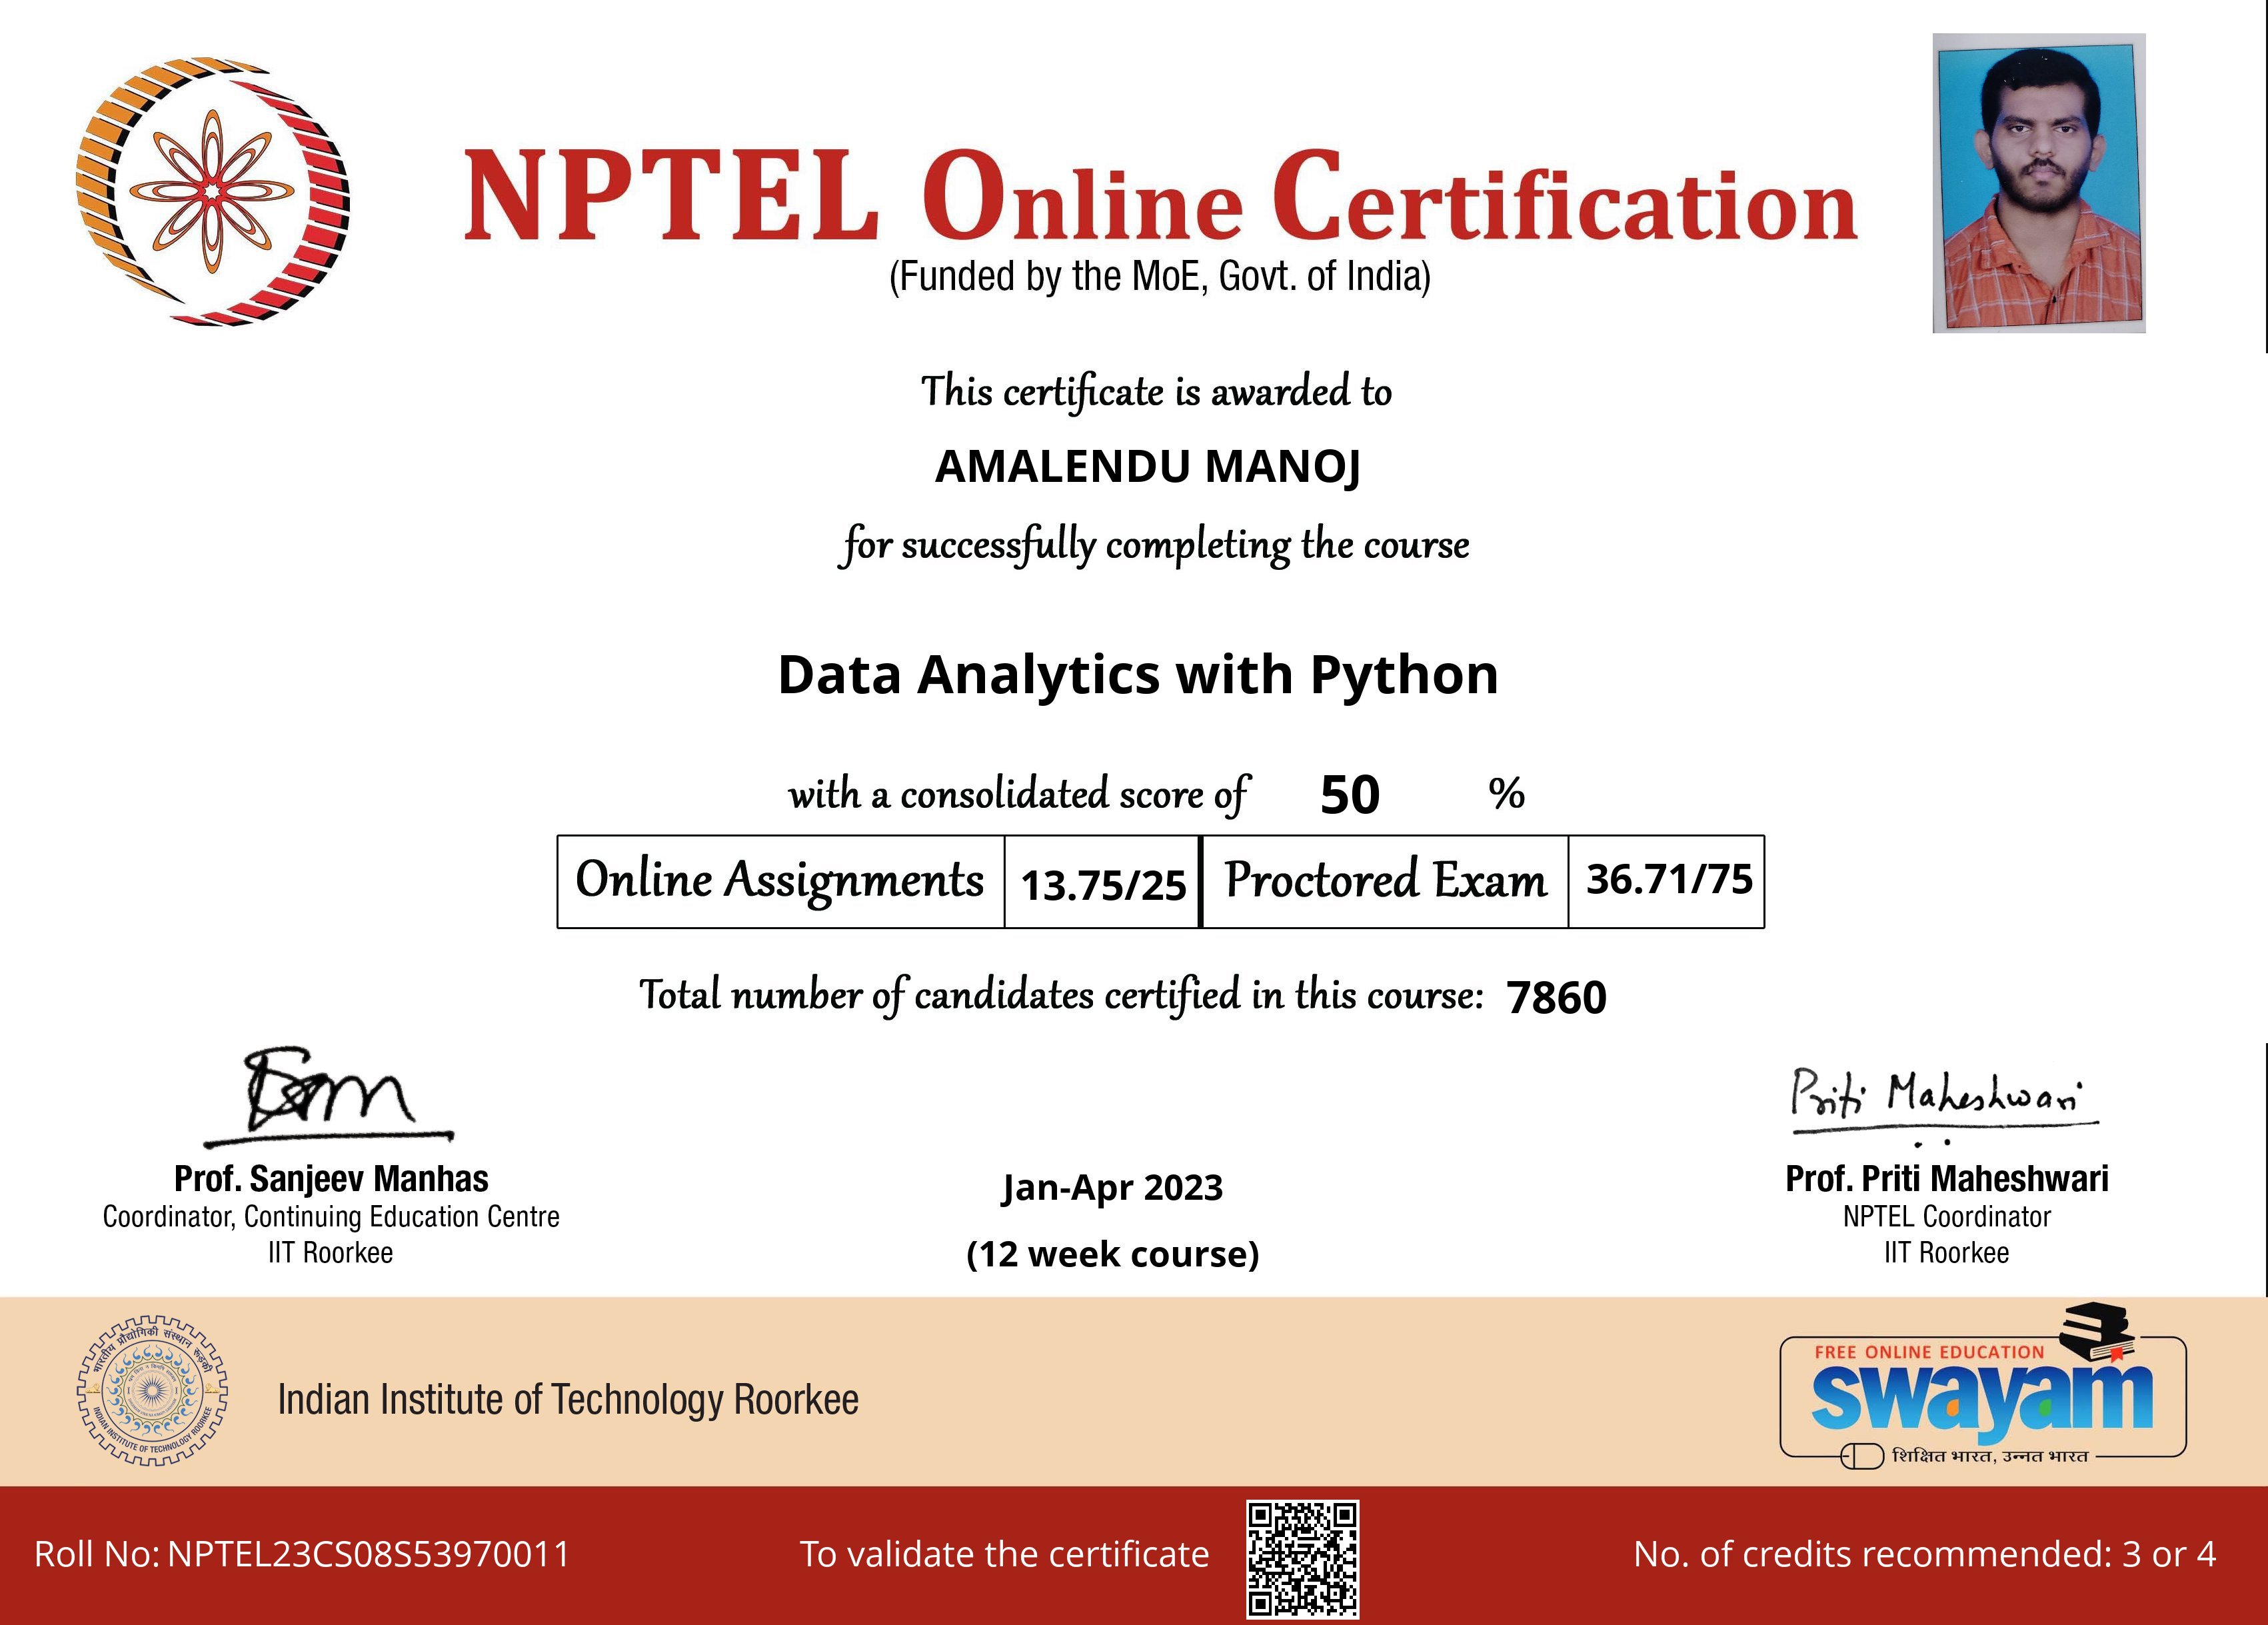 NPTEL Online Certification
(Funded by the MoE, Govt. of India)
This certificate is awarded to
AMALENDU MANOJ
for successfully completing the course
Data Analytics with Python
with a consolidated score of 50 %
Online Assignments 13.75/25 Proctored Exam 36.71/75
Total number of candidates certified in this course: 7860
Priti Maheshwari
Prof. Sanjeev Manhas
Coordinator, Continuing Education Centre
IIT Roorkee
Jan-Apr 2023
(12 week course)
Prof. Priti Maheshwari
NPTEL Coordinator
IIT Roorkee
भारतीय प्रौद्योगिकी संस्थान रूड़की
INDIAN INSTITUTE OF TECHNOLOGY ROORKEE
Indian Institute of Technology Roorkee
FREE ONLINE EDUCATION
swayam
शिक्षित भारत, उन्नत भारत
Roll No: NPTEL23CS08S53970011
To validate the certificate
No. of credits recommended: 3 or 4